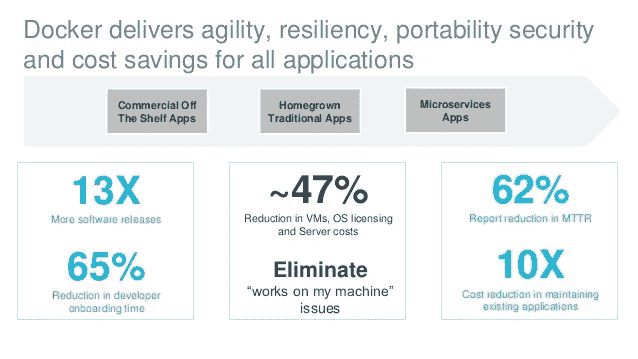 Docker delivers agility, resiliency, portability security
and cost savings for all applications
Commercial Off
The Shelf Apps
Homegrown
Traditional Apps
Microservices
Apps
13X
More software releases
65%
Reduction in developer
onboarding time
~47%
Reduction in VMs, OS licensing
and Server costs
Eliminate
“works on my machine”
issues
62%
Report reduction in MTTR
10X
Cost reduction in maintaining
existing applications